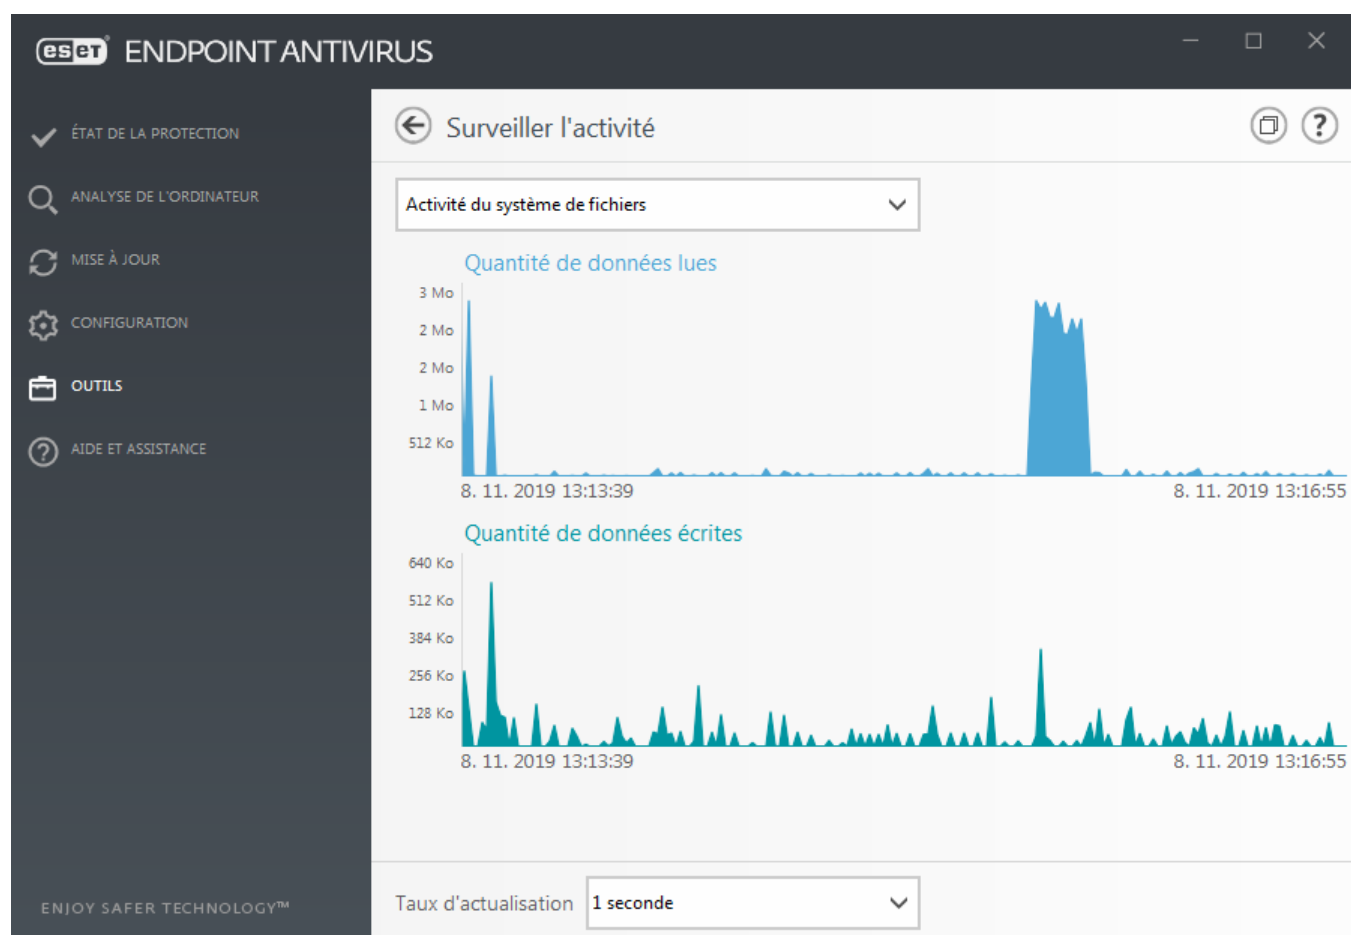 eset ENDPOINT ANTIVIRUS
ÉTAT DE LA PROTECTION
ANALYSE DE L'ORDINATEUR
MISE À JOUR
CONFIGURATION
OUTILS
AIDE ET ASSISTANCE
ENJOY SAFER TECHNOLOGY™
Surveiller l'activité
?
Activité du système de fichiers
Quantité de données lues
3 Mo
2 Mo
2 Mo
1 Mo
512 Ko
8. 11. 2019 13:13:39
8. 11. 2019 13:16:55
Quantité de données écrites
640 Ko
512 Ko
384 Ko
256 Ko
128 Ko
8. 11. 2019 13:13:39
8. 11. 2019 13:16:55
Taux d'actualisation
1 seconde